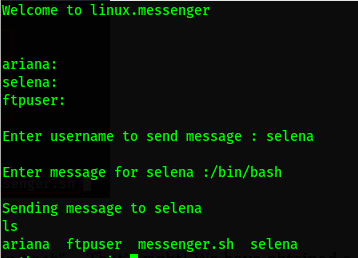 Welcome to linux.messenger
ariana:
selena:
ftpuser:
Enter username to send message : selena
Enter message for selena :/bin/bash
Sending message to selena
ls
ariana  ftpuser  messenger.sh  selena